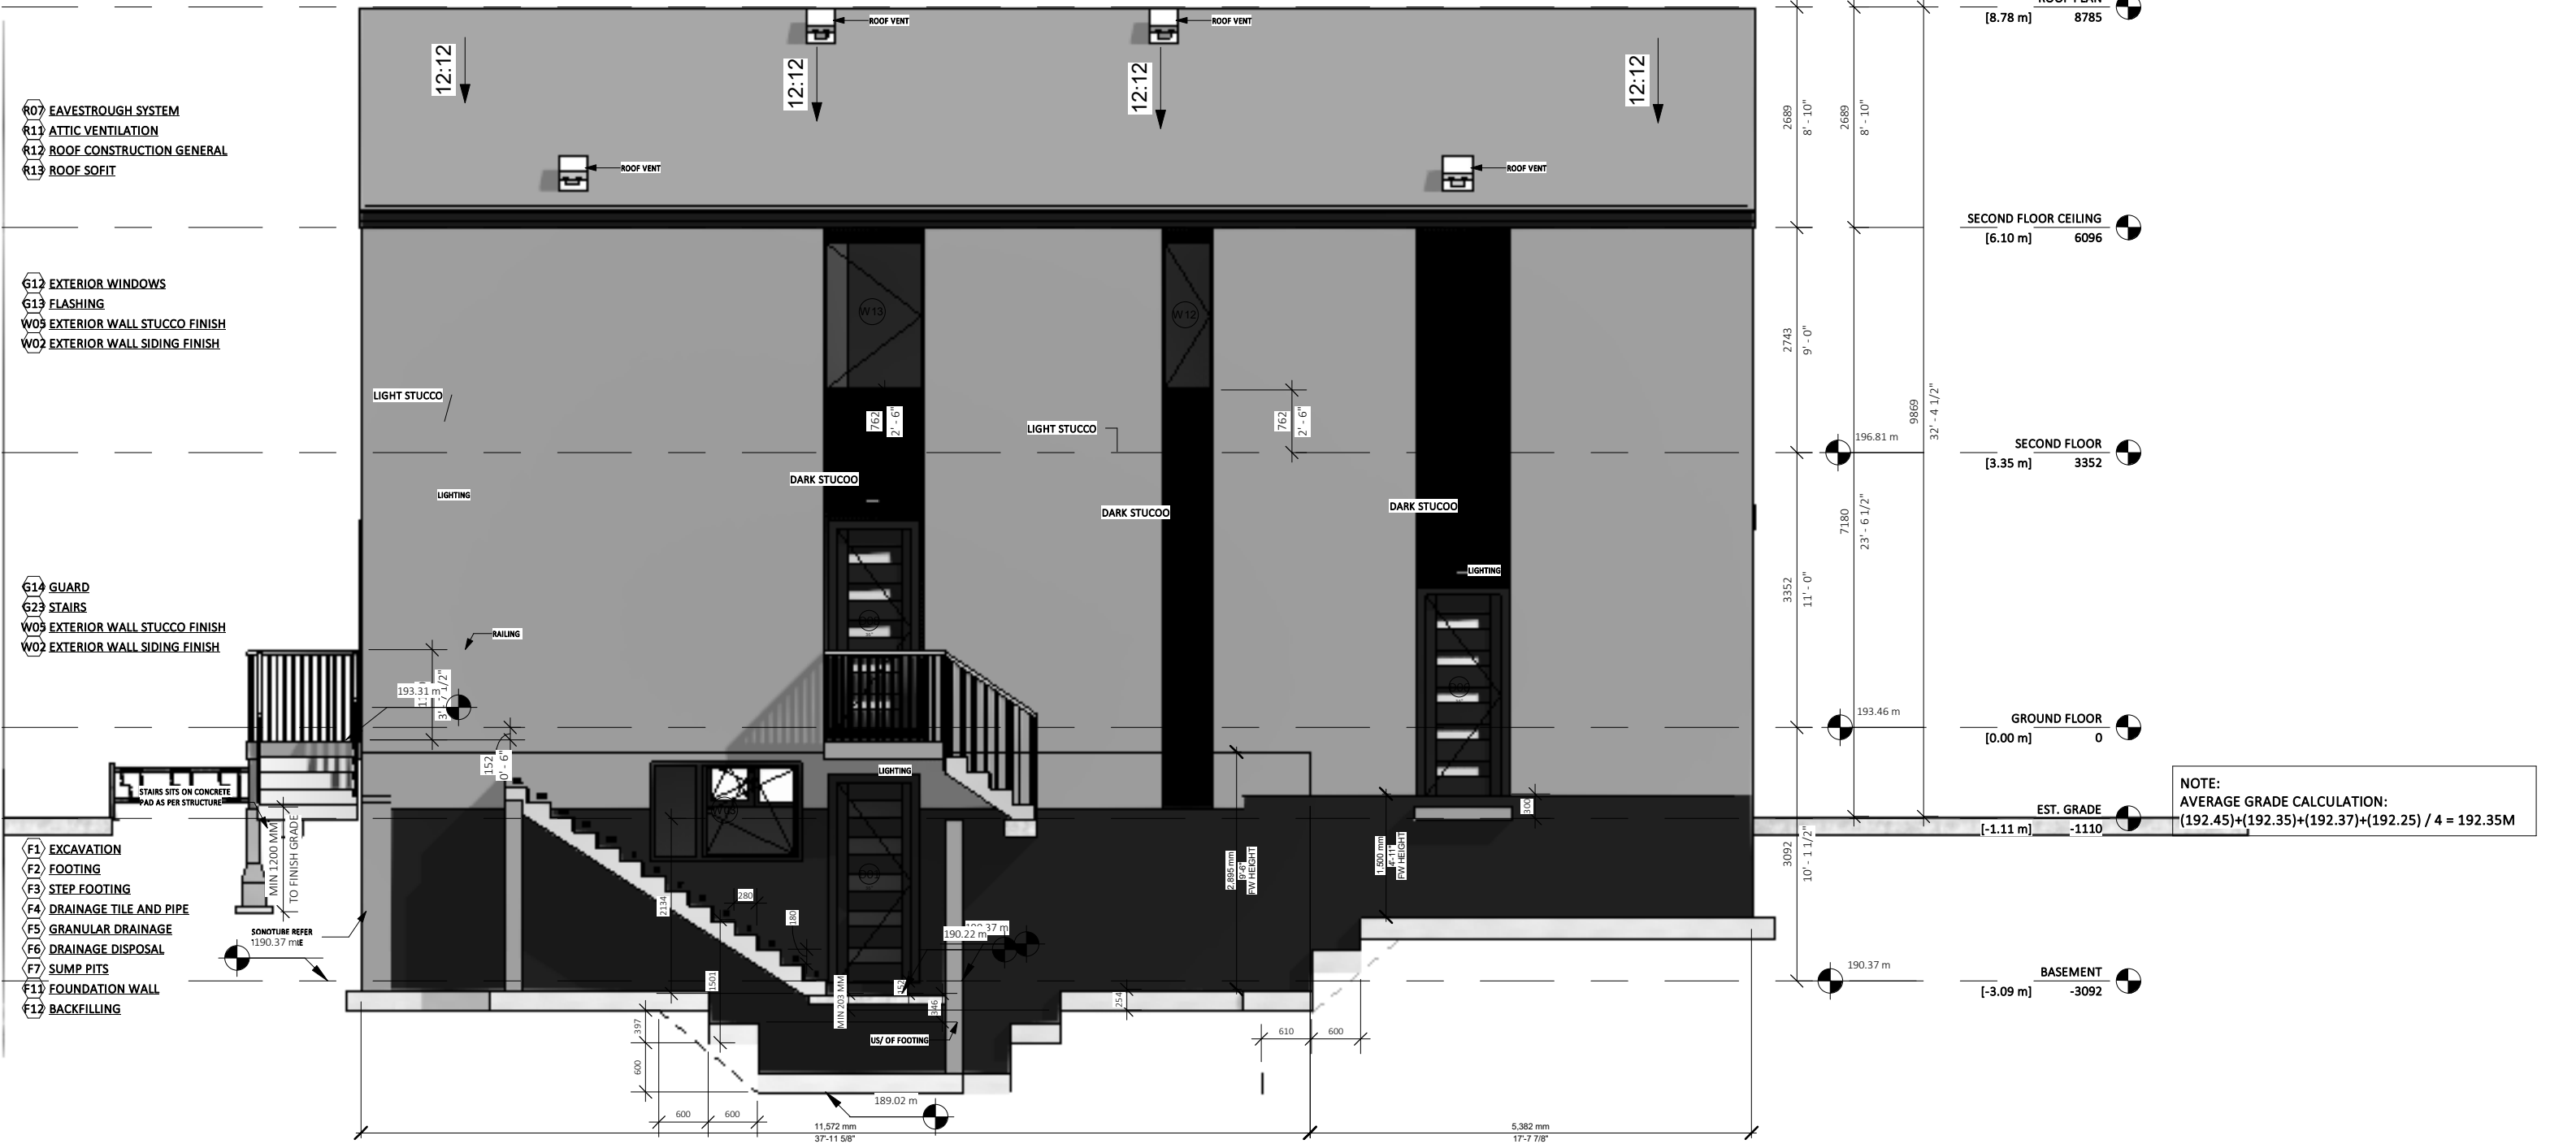 ROOF VENT
ROOF VENT
[8.78 m] 8785
12:12
12:12
12:12
12:12
R07 EAVESTROUGH SYSTEM
R11 ATTIC VENTILATION
R12 ROOF CONSTRUCTION GENERAL
R13 ROOF SOFIT
ROOF VENT
ROOF VENT
2689
8' - 10"
2689
8' - 10"
SECOND FLOOR CEILING
[6.10 m] 6096
G12 EXTERIOR WINDOWS
G13 FLASHING
W05 EXTERIOR WALL STUCCO FINISH
W02 EXTERIOR WALL SIDING FINISH
W13
W12
2743
9' - 0"
LIGHT STUCCO
762
2' - 6"
LIGHT STUCCO
762
2' - 6"
9869
32' - 4 1/2"
196.81 m
SECOND FLOOR
[3.35 m] 3352
LIGHTING
DARK STUCOO
DARK STUCOO
DARK STUCOO
7180
23' - 6 1/2"
LIGHTING
3352
11' - 0"
G14 GUARD
G23 STAIRS
W05 EXTERIOR WALL STUCCO FINISH
W02 EXTERIOR WALL SIDING FINISH
RAILING
193.31 m
193.46 m
GROUND FLOOR
[0.00 m] 0
152
0' - 6"
LIGHTING
STAIRS SITS ON CONCRETE
PAD AS PER STRUCTURE
MIN 1200 MM
TO FINISH GRADE
300
EST. GRADE
[-1.11 m] -1110
NOTE:
AVERAGE GRADE CALCULATION:
(192.45)+(192.35)+(192.37)+(192.25) / 4 = 192.35M
F1 EXCAVATION
F2 FOOTING
F3 STEP FOOTING
F4 DRAINAGE TILE AND PIPE
F5 GRANULAR DRAINAGE
F6 DRAINAGE DISPOSAL
F7 SUMP PITS
F11 FOUNDATION WALL
F12 BACKFILLING
2,895 mm
9'-6"
FW HEIGHT
1,500 mm
4'-11"
FW HEIGHT
3092
10' - 1 1/2"
2134
280
180
SONOTUBE REFER
190.37 m
190.22 m
190.37 m
BASEMENT
[-3.09 m] -3092
1501
MIN 203 MM
152
346
254
397
600
US/ OF FOOTING
610
600
189.02 m
600
600
11,572 mm
37'-11 5/8"
5,382 mm
17'-7 7/8"